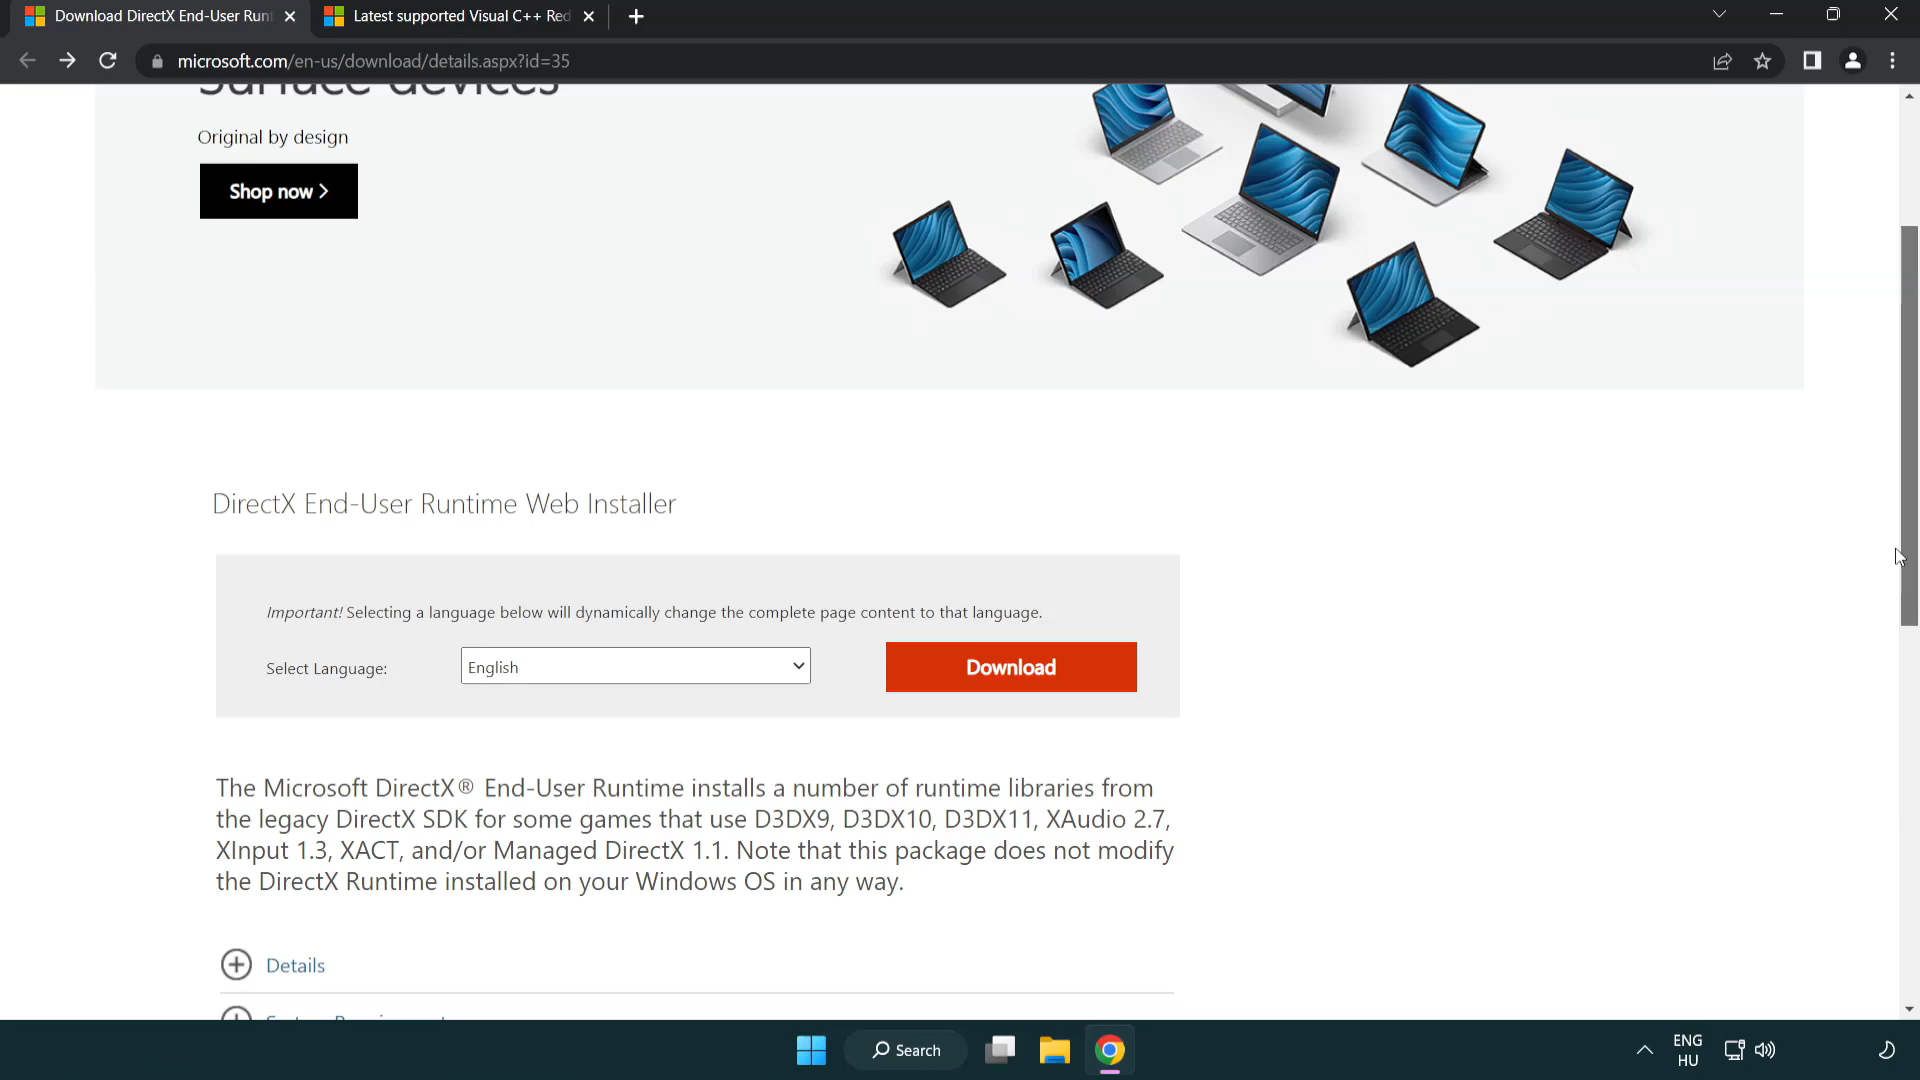 Download DirectX End-User Runt
Latest supported Visual C++ Red
microsoft.com/en-us/download/details.aspx?id=35
Surface devices
Original by design
Shop now >
DirectX End-User Runtime Web Installer
Important! Selecting a language below will dynamically change the complete page content to that language.
Select Language:
English
Download
The Microsoft DirectX® End-User Runtime installs a number of runtime libraries from
the legacy DirectX SDK for some games that use D3DX9, D3DX10, D3DX11, XAudio 2.7,
XInput 1.3, XACT, and/or Managed DirectX 1.1. Note that this package does not modify
the DirectX Runtime installed on your Windows OS in any way.
Details
Search
ENG
HU